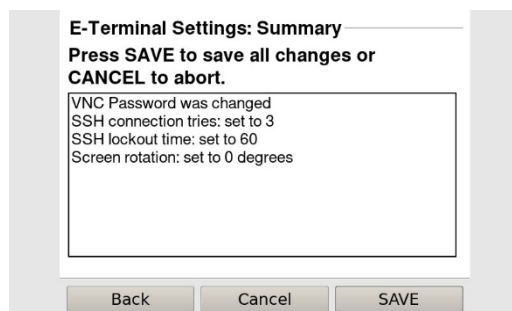 E-Terminal Settings: Summary
Press SAVE to save all changes or
CANCEL to abort.
VNC Password was changed
SSH connection tries: set to 3
SSH lockout time: set to 60
Screen rotation: set to 0 degrees
Back Cancel SAVE